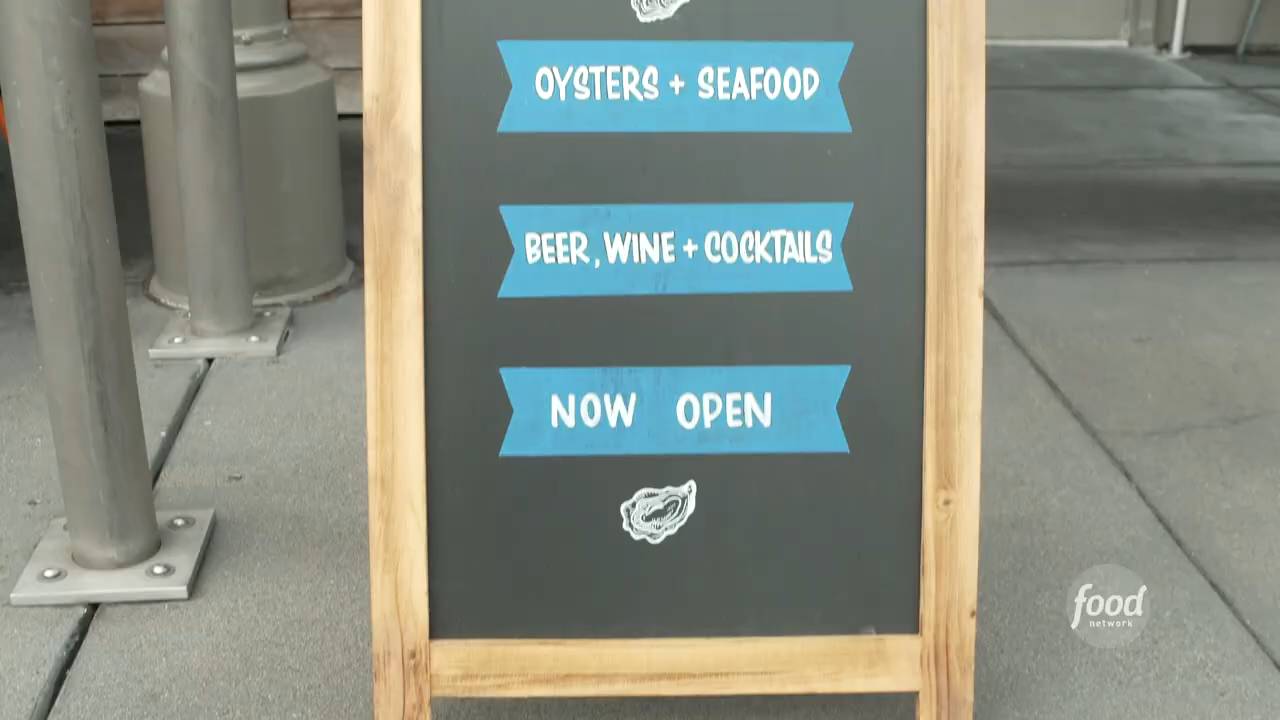 OYSTERS + SEAFOOD
BEER, WINE + COCKTAILS
NOW OPEN
food
network